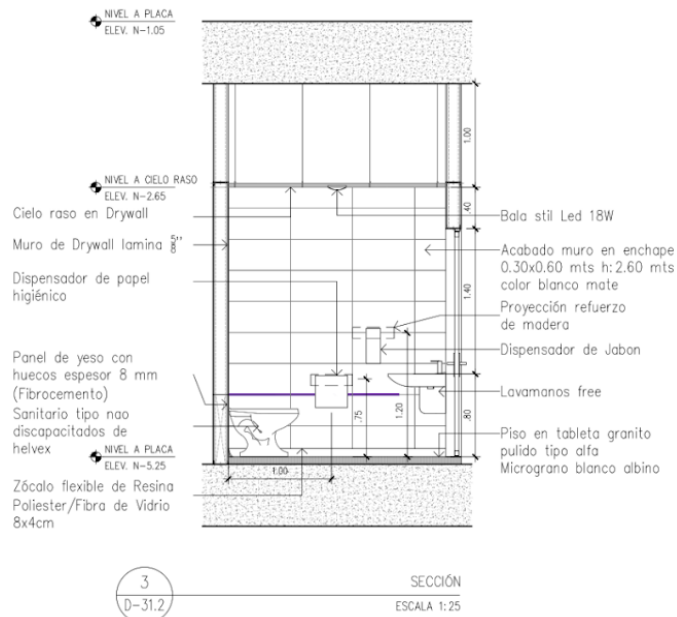 NIVEL A PLACA
ELEV. N-1.05
1.00
NIVEL A CIELO RASO
ELEV. N-2.65
Cielo raso en Drywall
Muro de Drywall lamina
Dispensador de papel
higiénico
Panel de yeso con
huecos espesor 8 mm
(Fibrocemento)
Sanitario tipo nao
discapacitados de
helvex
NIVEL A PLACA
ELEV. N-5.25
Zócalo flexible de Resina
Poliester/Fibra de Vidrio
8x4cm
.40
1.40
.80
.75
1.20
1.00
Bala stil Led 18W
Acabado muro en enchape
0.30x0.60 mts h:2.60 mts
color blanco mate
Proyección refuerzo
de madera
Dispensador de Jabon
Lavamanos free
Piso en tableta granito
pulido tipo alfa
Micrograno blanco albino
3
D-31.2
SECCIÓN
ESCALA 1:25